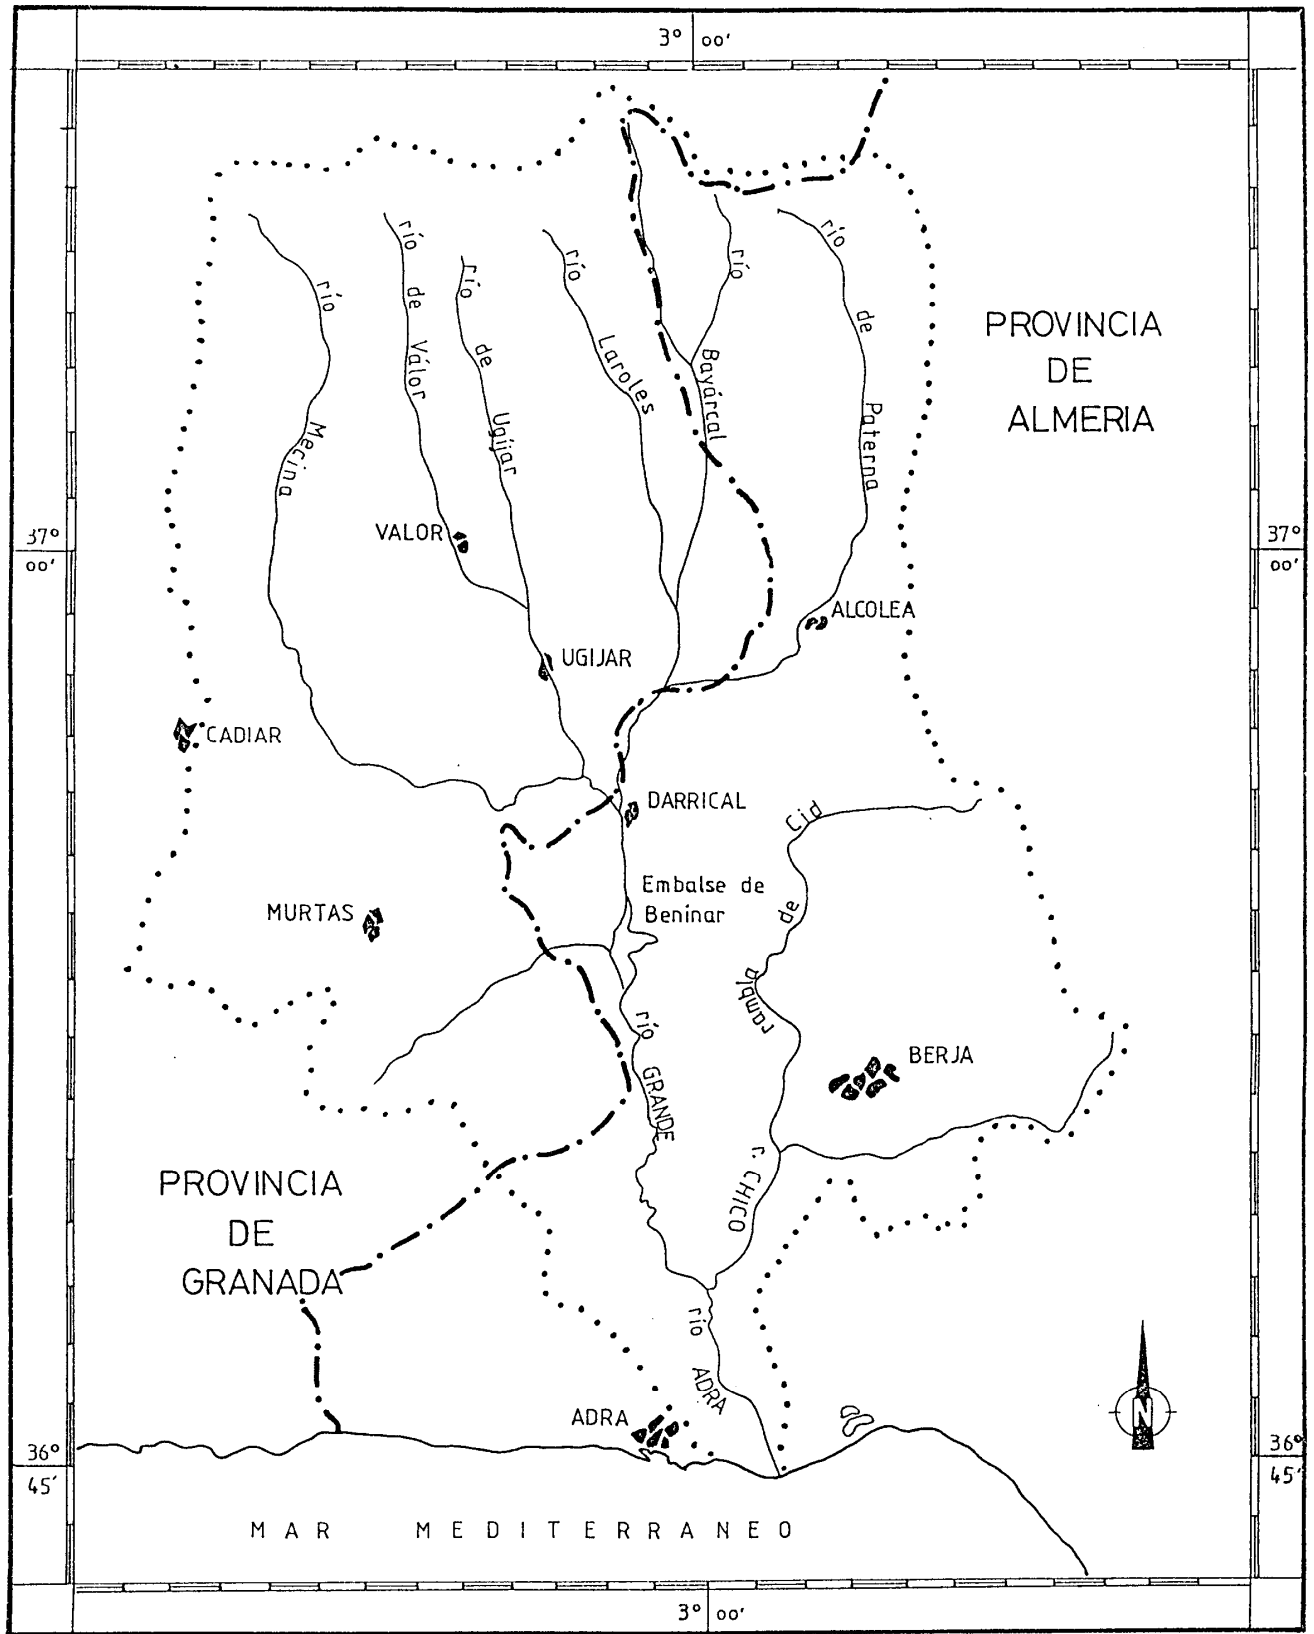 3° 00'
río
río
de
Válor
río
de
Ugíjar
río
Laroles
río
Bayárcal
río
de
Paterna
Mecina
PROVINCIA
DE
ALMERIA
37°
00'
37°
00'
VALOR
ALCOLEA
UGIJAR
CADIAR
DARRICAL
rambla de Cid
Embalse de
Benínar
MURTAS
río
GRANDE
BERJA
r. CHICO
PROVINCIA
DE
GRANADA
río
ADRA
ADRA
N
36°
45'
36°
45'
MAR MEDITERRANEO
3° 00'